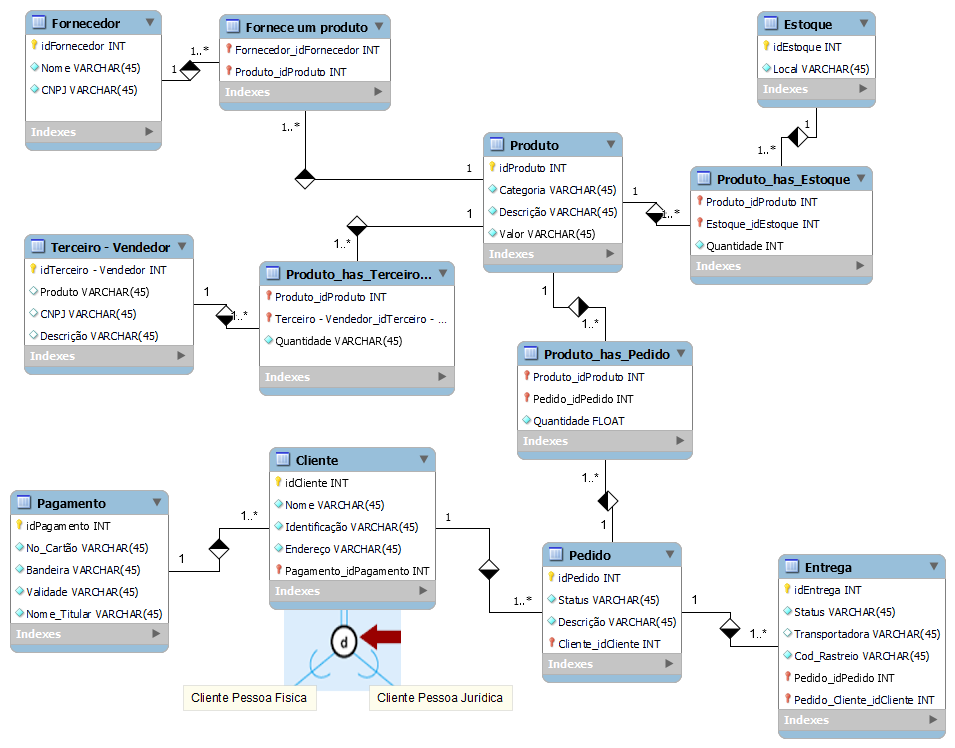 Fornecedor
idFornecedor INT
Nome VARCHAR(45)
CNPJ VARCHAR(45)
Indexes
1
1..*
Fornece um produto
Fornecedor_idFornecedor INT
Produto_idProduto INT
Indexes
1..*
1
Estoque
idEstoque INT
Local VARCHAR(45)
Indexes
1
1..*
Produto
idProduto INT
Categoria VARCHAR(45)
Descrição VARCHAR(45)
Valor VARCHAR(45)
Indexes
1
1..*
Produto_has_Estoque
Produto_idProduto INT
Estoque_idEstoque INT
Quantidade INT
Indexes
1
1..*
Terceiro - Vendedor
idTerceiro - Vendedor INT
Produto VARCHAR(45)
CNPJ VARCHAR(45)
Descrição VARCHAR(45)
Indexes
1
1..*
Produto_has_Terceiro...
Produto_idProduto INT
Terceiro - Vendedor_idTerceiro - ...
Quantidade VARCHAR(45)
Indexes
1
1..*
Produto_has_Pedido
Produto_idProduto INT
Pedido_idPedido INT
Quantidade FLOAT
Indexes
1..*
1
Pagamento
idPagamento INT
No_Cartão VARCHAR(45)
Bandeira VARCHAR(45)
Validade VARCHAR(45)
Nome_Titular VARCHAR(45)
Indexes
1
1..*
Cliente
idCliente INT
Nome VARCHAR(45)
Identificação VARCHAR(45)
Endereço VARCHAR(45)
Pagamento_idPagamento INT
Indexes
d
Cliente Pessoa Fisica
Cliente Pessoa Jurídica
1
1..*
Pedido
idPedido INT
Status VARCHAR(45)
Descrição VARCHAR(45)
Cliente_idCliente INT
Indexes
1
1..*
Entrega
idEntrega INT
Status VARCHAR(45)
Transportadora VARCHAR(45)
Cod_Rastreio VARCHAR(45)
Pedido_idPedido INT
Pedido_Cliente_idCliente INT
Indexes